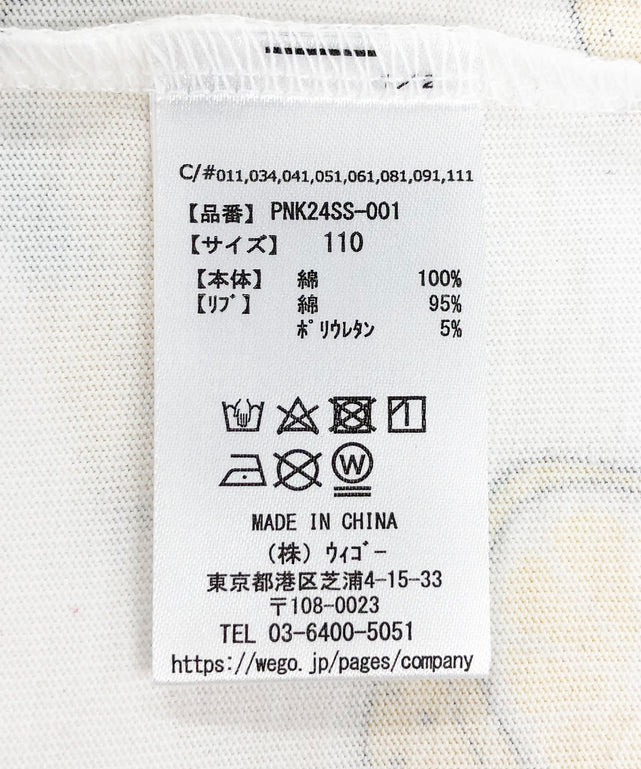 C/#011,034,041,051,061,081,091,111
【品番】 PNK24SS-001
【サイズ】 110
【本体】 綿 100%
【ﾘﾌﾞ】 綿 95%
ﾎﾟﾘｳﾚﾀﾝ 5%
W
MADE IN CHINA
(株) ｳｨｺﾞｰ
東京都港区芝浦4-15-33
〒108-0023
TEL 03-6400-5051
https://wego.jp/pages/company